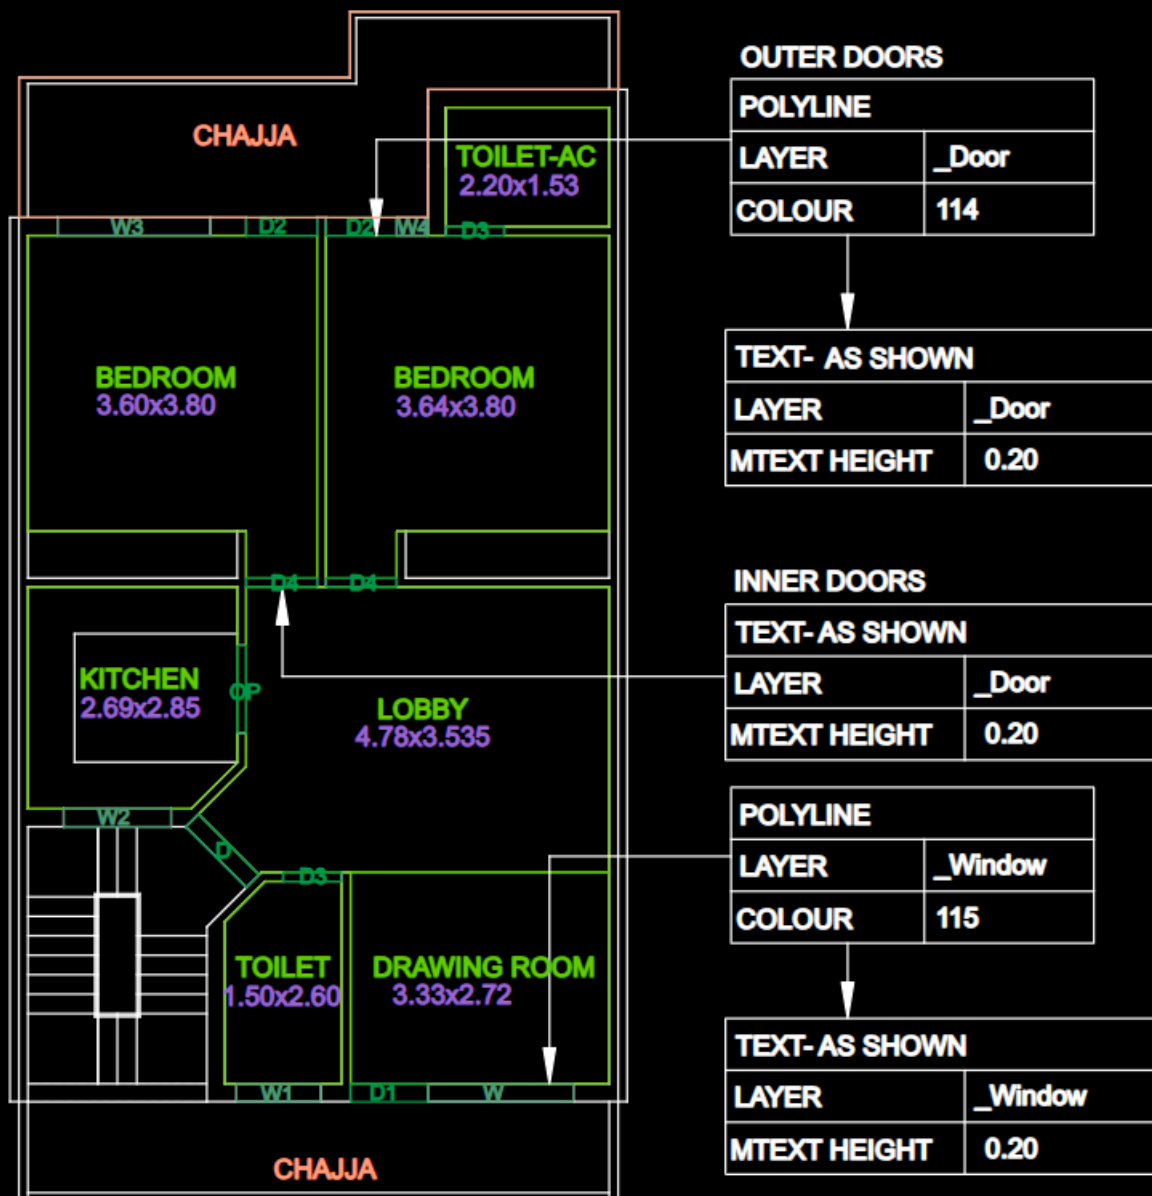 CHAJJA
TOILET-AC
2.20x1.53
W3
D2
D2
W4
D3
BEDROOM
3.60x3.80
BEDROOM
3.64x3.80
D4
D4
KITCHEN
2.69x2.85
OP
LOBBY
4.78x3.535
W2
D
D3
TOILET
1.50x2.60
DRAWING ROOM
3.33x2.72
W1
D1
W
CHAJJA
OUTER DOORS
POLYLINE
LAYER _Door
COLOUR 114
TEXT- AS SHOWN
LAYER _Door
MTEXT HEIGHT 0.20
INNER DOORS
TEXT- AS SHOWN
LAYER _Door
MTEXT HEIGHT 0.20
POLYLINE
LAYER _Window
COLOUR 115
TEXT- AS SHOWN
LAYER _Window
MTEXT HEIGHT 0.20